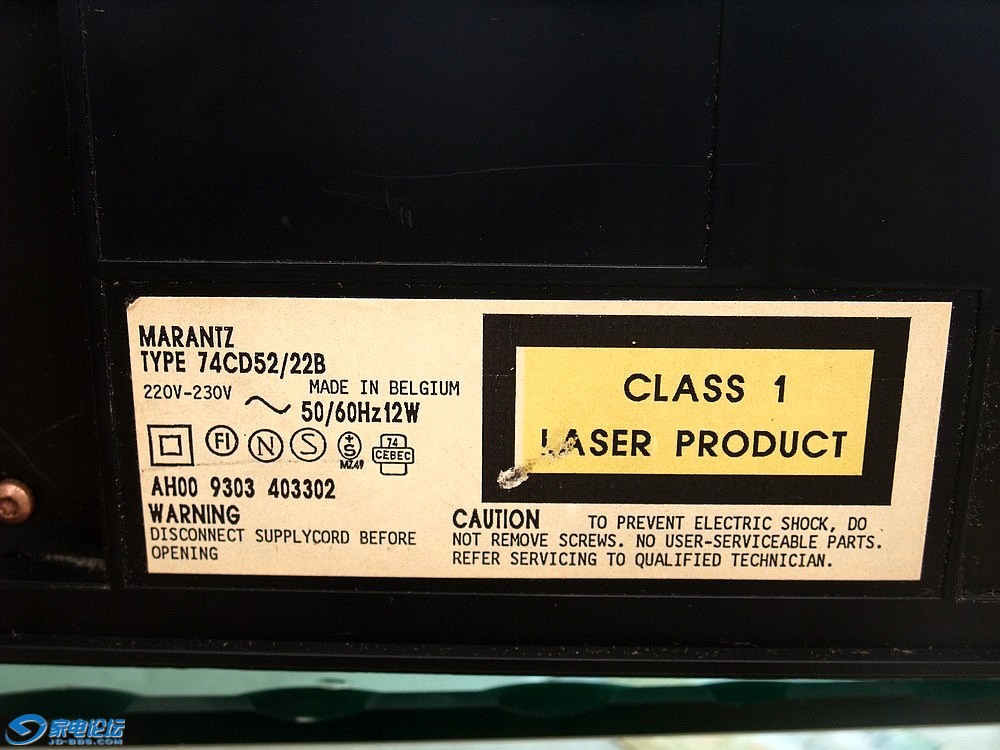 MARANTZ
TYPE 74CD52/22B
220V-230V
MADE IN BELGIUM
50/60Hz12W
FI N S +S MZ49 74 CEBEC
AH00 9303 403302
WARNING
DISCONNECT SUPPLYCORD BEFORE
OPENING
CLASS 1
LASER PRODUCT
CAUTION TO PREVENT ELECTRIC SHOCK, DO
NOT REMOVE SCREWS. NO USER-SERVICEABLE PARTS.
REFER SERVICING TO QUALIFIED TECHNICIAN.
家电论坛
JD-BBS.COM